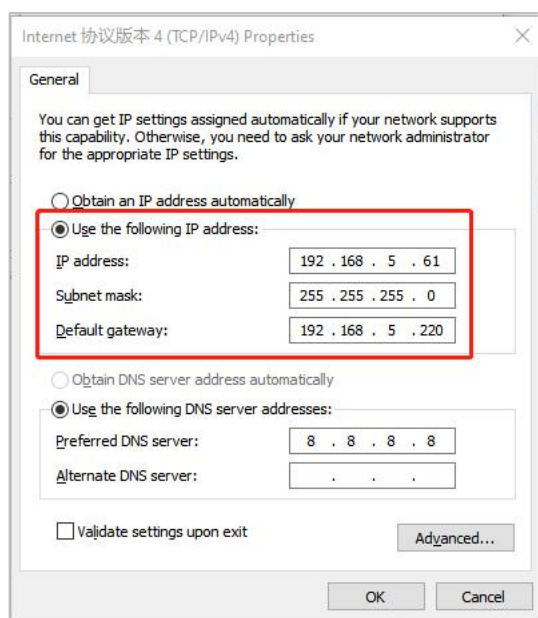 Internet 协议版本 4 (TCP/IPv4) Properties
General
You can get IP settings assigned automatically if your network supports
this capability. Otherwise, you need to ask your network administrator
for the appropriate IP settings.
Obtain an IP address automatically
Use the following IP address:
IP address: 192 . 168 . 5 . 61
Subnet mask: 255 . 255 . 255 . 0
Default gateway: 192 . 168 . 5 . 220
Obtain DNS server address automatically
Use the following DNS server addresses:
Preferred DNS server: 8 . 8 . 8 . 8
Alternate DNS server: . . .
Validate settings upon exit
Advanced...
OK Cancel